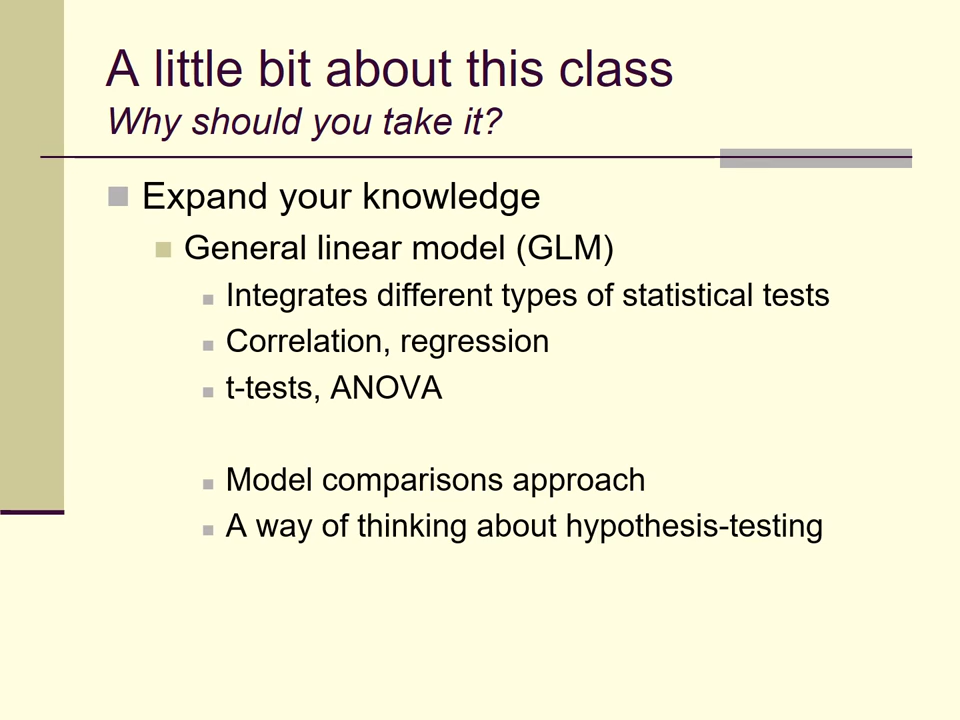 A little bit about this class
Why should you take it?
Expand your knowledge
General linear model (GLM)
Integrates different types of statistical tests
Correlation, regression
t-tests, ANOVA
Model comparisons approach
A way of thinking about hypothesis-testing